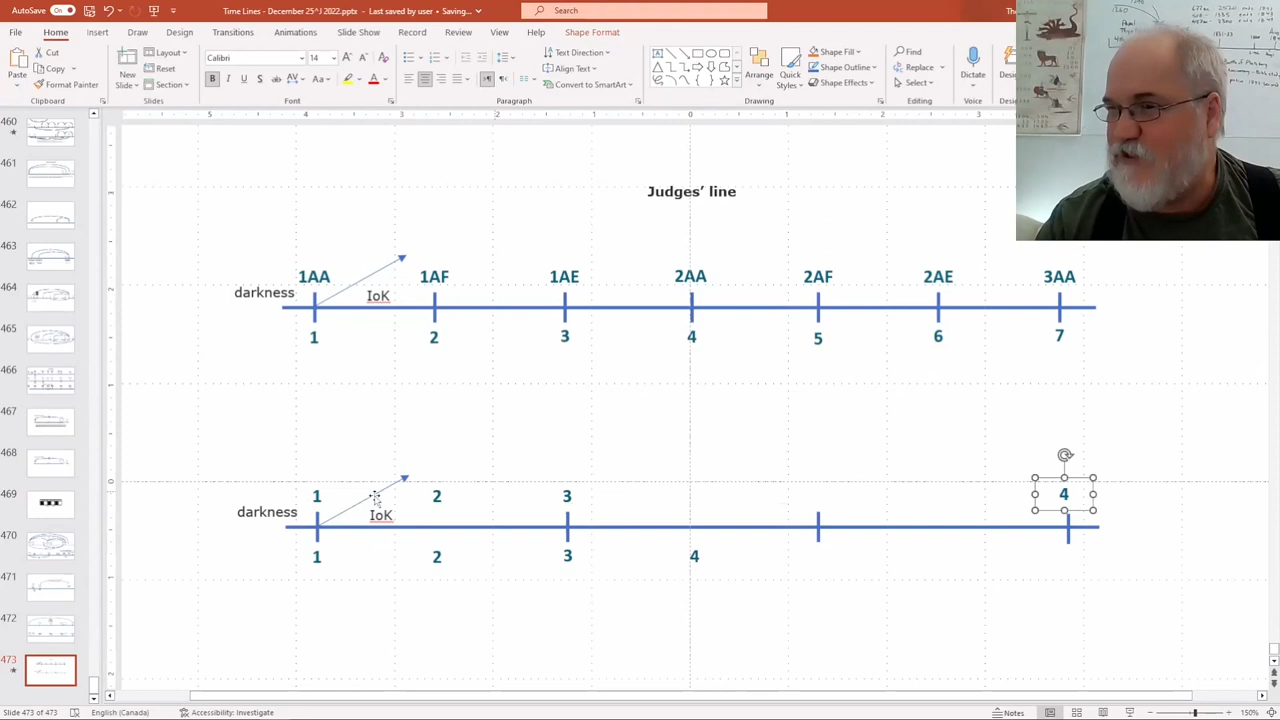 AutoSave On
Time Lines - December 25^J 2022.pptx - Last saved by user • Saving...
Search
File Home Insert Draw Design Transitions Animations Slide Show Record Review View Help Shape Format
Paste
Cut
Copy
Format Painter
Clipboard
New
Slide
Layout
Reset
Section
Slides
Calibri 14
Font
Paragraph
Text Direction
Align Text
Convert to SmartArt
Arrange
Quick
Styles
Shape Fill
Shape Outline
Shape Effects
Drawing
Find
Replace
Select
Editing
Dictate
Voice
460
461
462
463
464
465
466
467
468
469
470
471
472
473
Judges’ line
1AA 1AF 1AE 2AA 2AF 2AE 3AA
darkness IoK
1 2 3 4 5 6 7
1 2 3 4
darkness IoK
1 2 3 4
Slide 473 of 473 English (Canada) Accessibility: Investigate Notes 150%